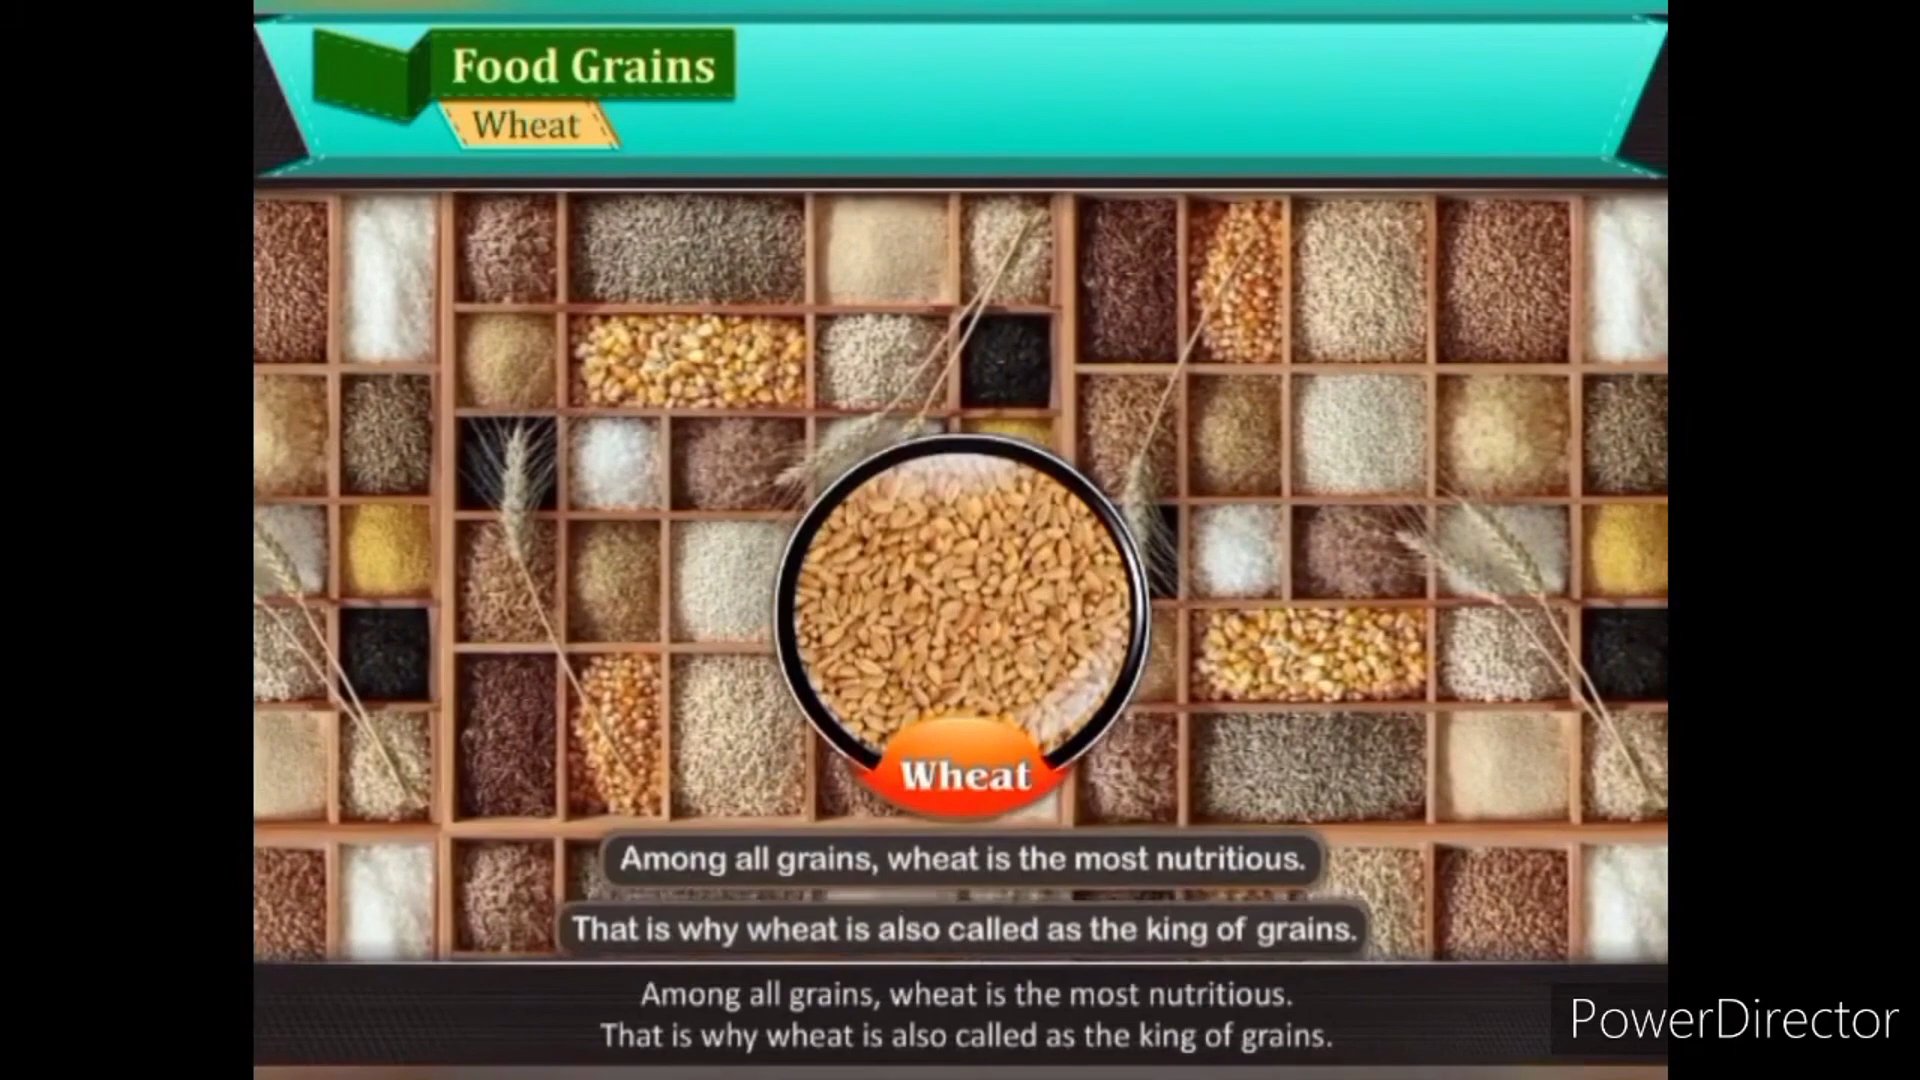 Food Grains
Wheat
Wheat
Among all grains, wheat is the most nutritious.
That is why wheat is also called as the king of grains.
Among all grains, wheat is the most nutritious.
That is why wheat is also called as the king of grains.
PowerDirector